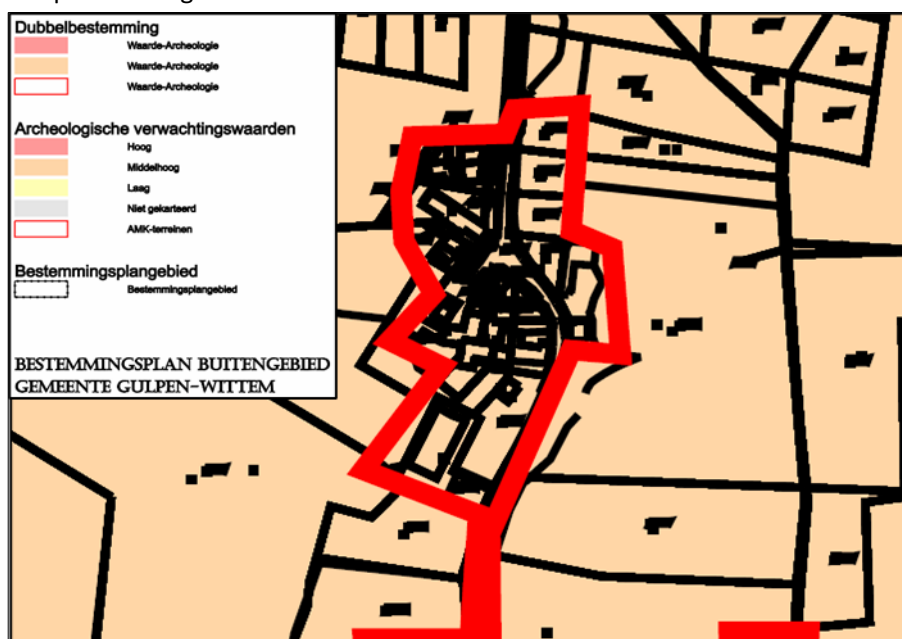 Dubbelbestemming
Waarde-Archeologie
Waarde-Archeologie
Waarde-Archeologie
Archeologische verwachtingswaarden
Hoog
Middelhoog
Laag
Niet gekarteerd
AMK-terreinen
Bestemmingsplangebied
Bestemmingsplangebied
BESTEMMINGSPLAN BUITENGEBIED
GEMEENTE GULPEN-WITTEM